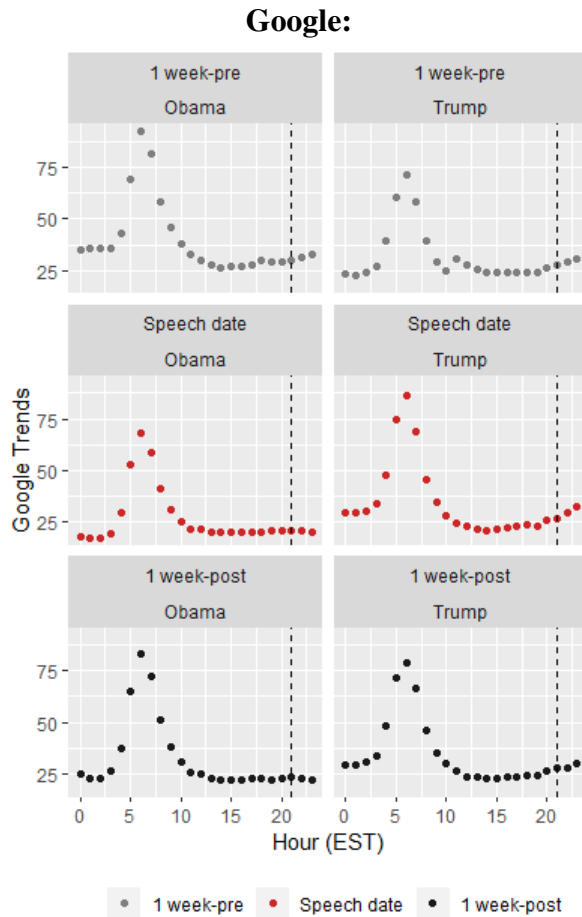 Google:
1 week-pre
Obama
1 week-pre
Trump
75
50
25
Speech date
Obama
Speech date
Trump
75
50
25
Google Trends
1 week-post
Obama
1 week-post
Trump
75
50
25
0 5 10 15 20 0 5 10 15 20
Hour (EST)
1 week-pre Speech date 1 week-post